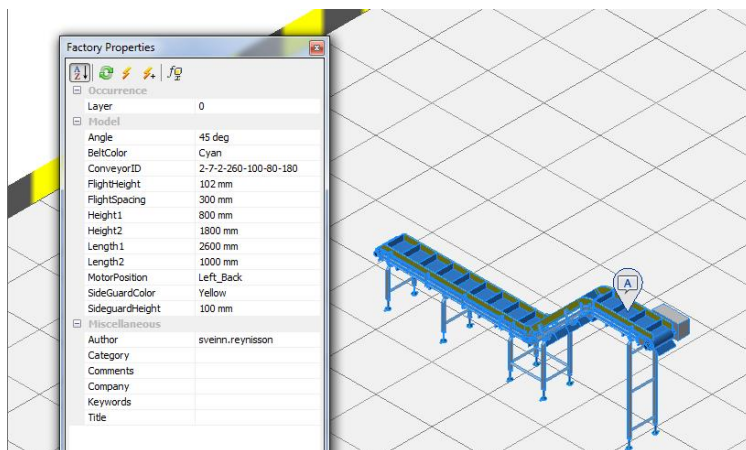 Factory Properties
Occurrence
Layer 0
Model
Angle 45 deg
BeltColor Cyan
ConveyorID 2-7-2-260-100-80-180
FlightHeight 102 mm
FlightSpacing 300 mm
Height1 800 mm
Height2 1800 mm
Length1 2600 mm
Length2 1000 mm
MotorPosition Left_Back
SideGuardColor Yellow
SideguardHeight 100 mm
Miscellaneous
Author sveinn.reynisson
Category
Comments
Company
Keywords
Title
A